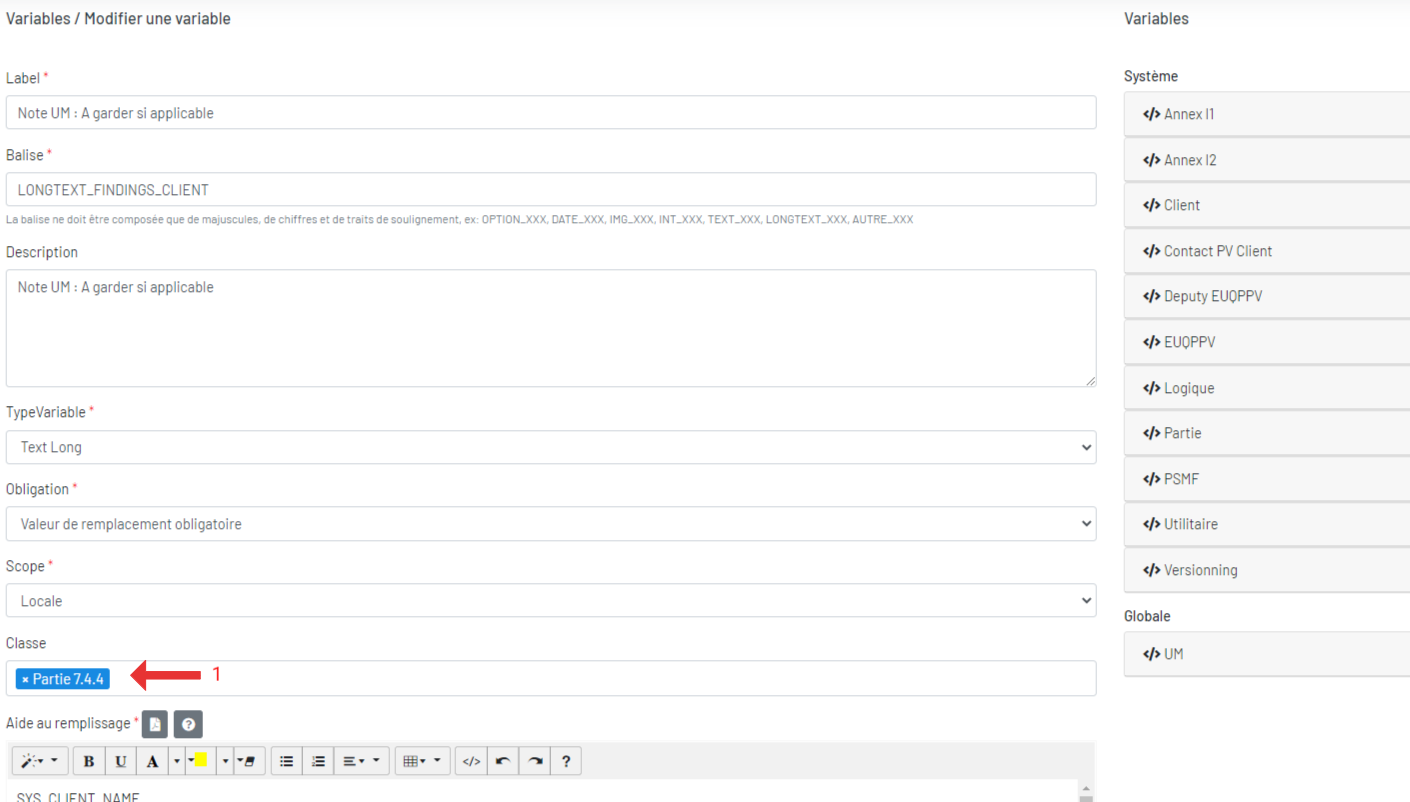 Variables / Modifier une variable
Label *
Note UM : A garder si applicable
Balise *
LONGTEXT_FINDINGS_CLIENT
La balise ne doit être composée que de majuscules, de chiffres et de traits de soulignement, ex: OPTION_XXX, DATE_XXX, IMG_XXX, INT_XXX, TEXT_XXX, LONGTEXT_XXX, AUTRE_XXX
Description
Note UM : A garder si applicable
TypeVariable *
Text Long
Obligation *
Valeur de remplacement obligatoire
Scope *
Locale
Classe
× Partie 7.4.4
1
Aide au remplissage *
B U A </> ?
SYS_CLIENT_NAME
Variables
Système
</> Annex I1
</> Annex I2
</> Client
</> Contact PV Client
</> Deputy EUQPPV
</> EUQPPV
</> Logique
</> Partie
</> PSMF
</> Utilitaire
</> Versionning
Globale
</> UM